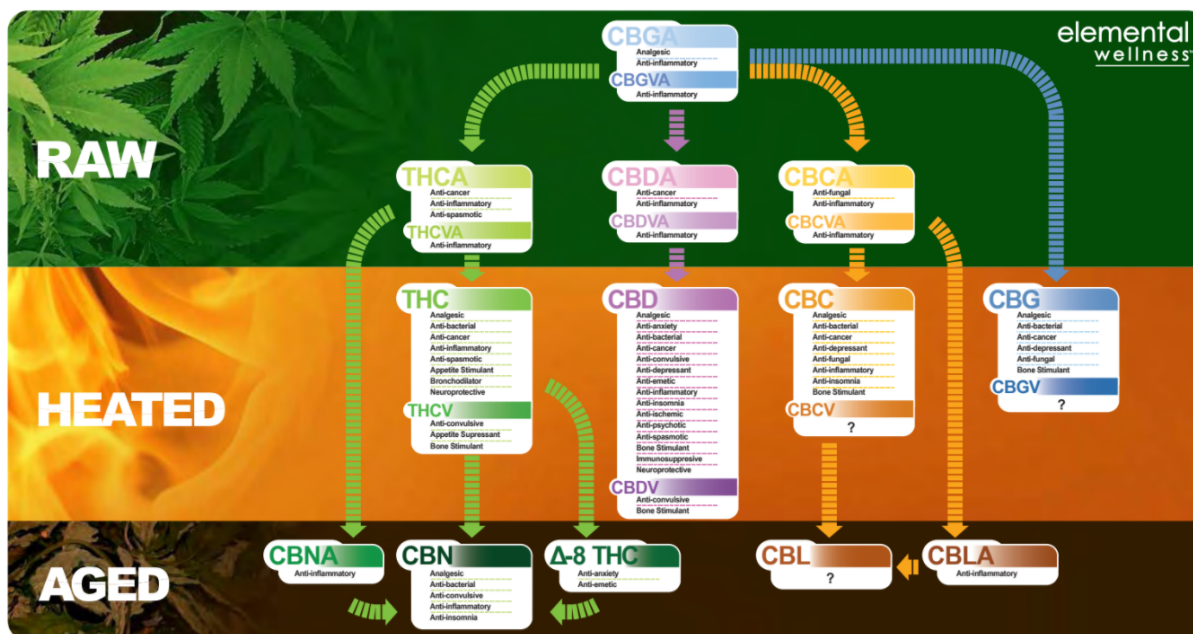 elemental
wellness
RAW
CBGA
Analgesic
Anti-inflammatory
CBGVA
Anti-inflammatory
THCA
Anti-cancer
Anti-inflammatory
Anti-spasmotic
THCVA
Anti-inflammatory
CBDA
Anti-cancer
Anti-inflammatory
CBDVA
Anti-inflammatory
CBCA
Anti-fungal
Anti-inflammatory
CBCVA
Anti-inflammatory
HEATED
THC
Analgesic
Anti-bacterial
Anti-cancer
Anti-inflammatory
Anti-spasmotic
Appetite Stimulant
Bronchodilator
Neuroprotective
THCV
Anti-convulsive
Appetite Supressant
Bone Stimulant
CBD
Analgesic
Anti-anxiety
Anti-bacterial
Anti-cancer
Anti-convulsive
Anti-depressant
Anti-emetic
Anti-inflammatory
Anti-insomnia
Anti-ischemic
Anti-psychotic
Anti-spasmotic
Bone Stimulant
Immunosuppresive
Neuroprotective
CBDV
Anti-convulsive
Bone Stimulant
CBC
Analgesic
Anti-bacterial
Anti-cancer
Anti-depressant
Anti-fungal
Anti-inflammatory
Anti-insomnia
Bone Stimulant
CBCV
?
CBG
Analgesic
Anti-bacterial
Anti-cancer
Anti-depressant
Anti-fungal
Bone Stimulant
CBGV
?
AGED
CBNA
Anti-inflammatory
CBN
Analgesic
Anti-bacterial
Anti-convulsive
Anti-inflammatory
Anti-insomnia
Δ-8 THC
Anti-anxiety
Anti-emetic
CBL
?
CBLA
Anti-inflammatory